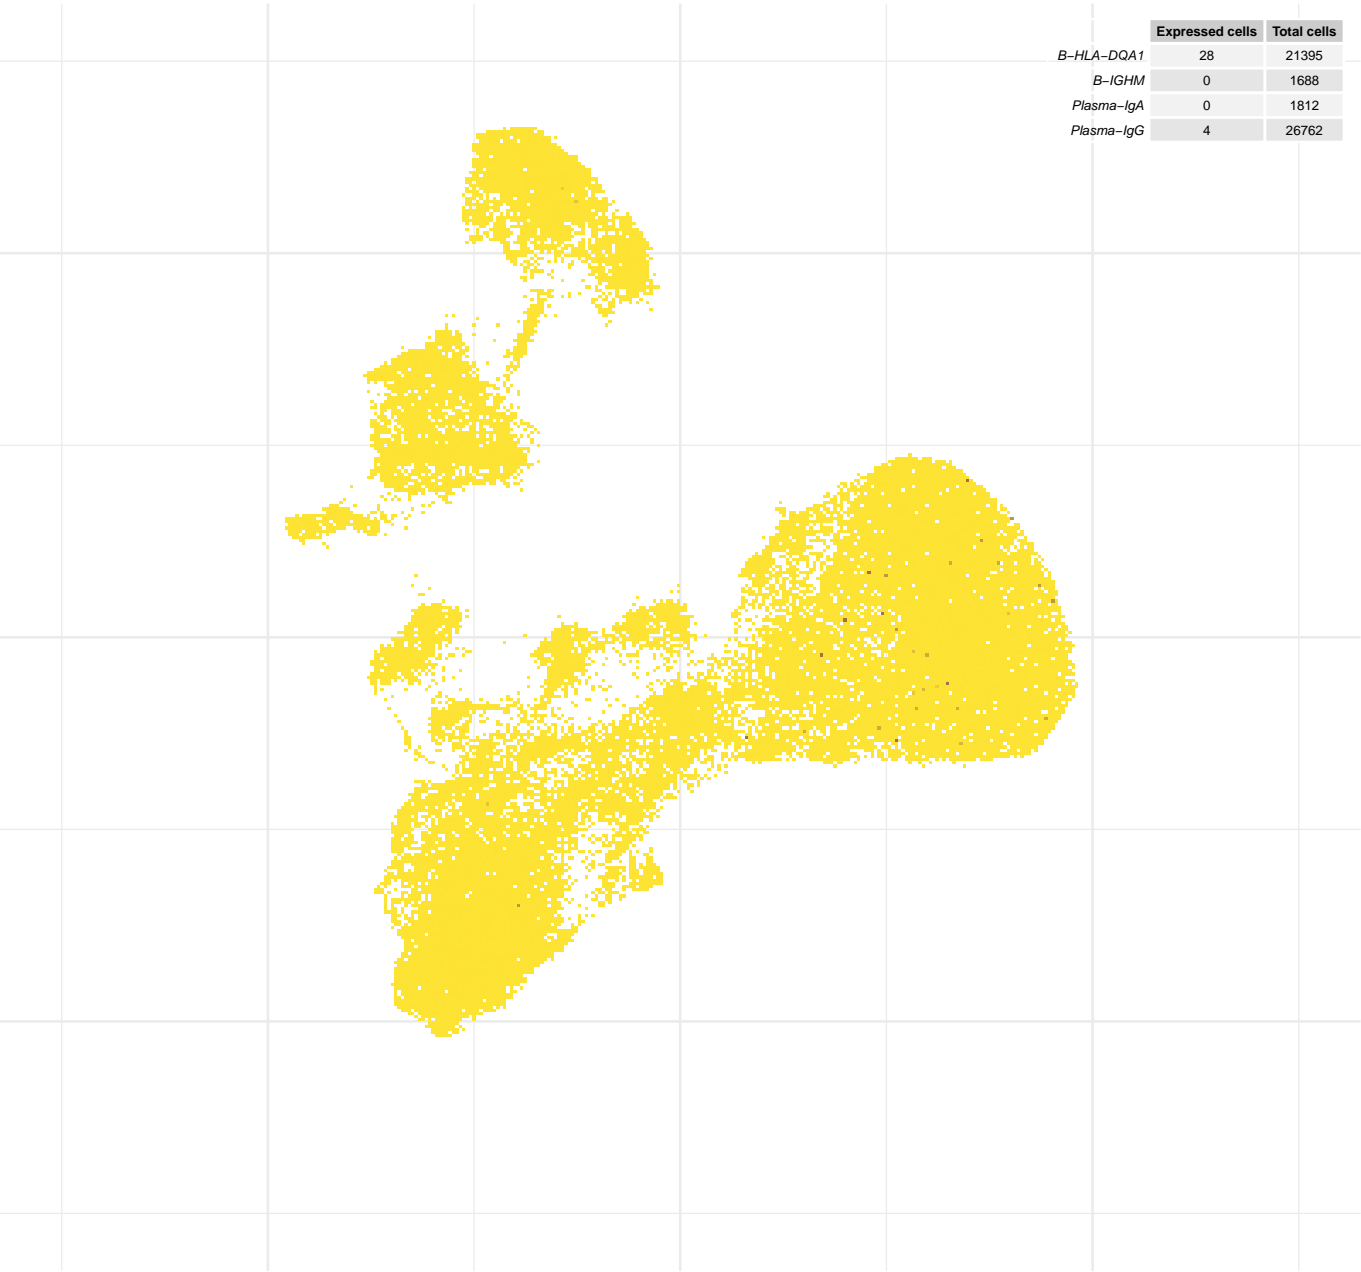 Expressed cells Total cells
B−HLA−DQA1 28 21395
B−IGHM 0 1688
Plasma−IgA 0 1812
Plasma−IgG 4 26762